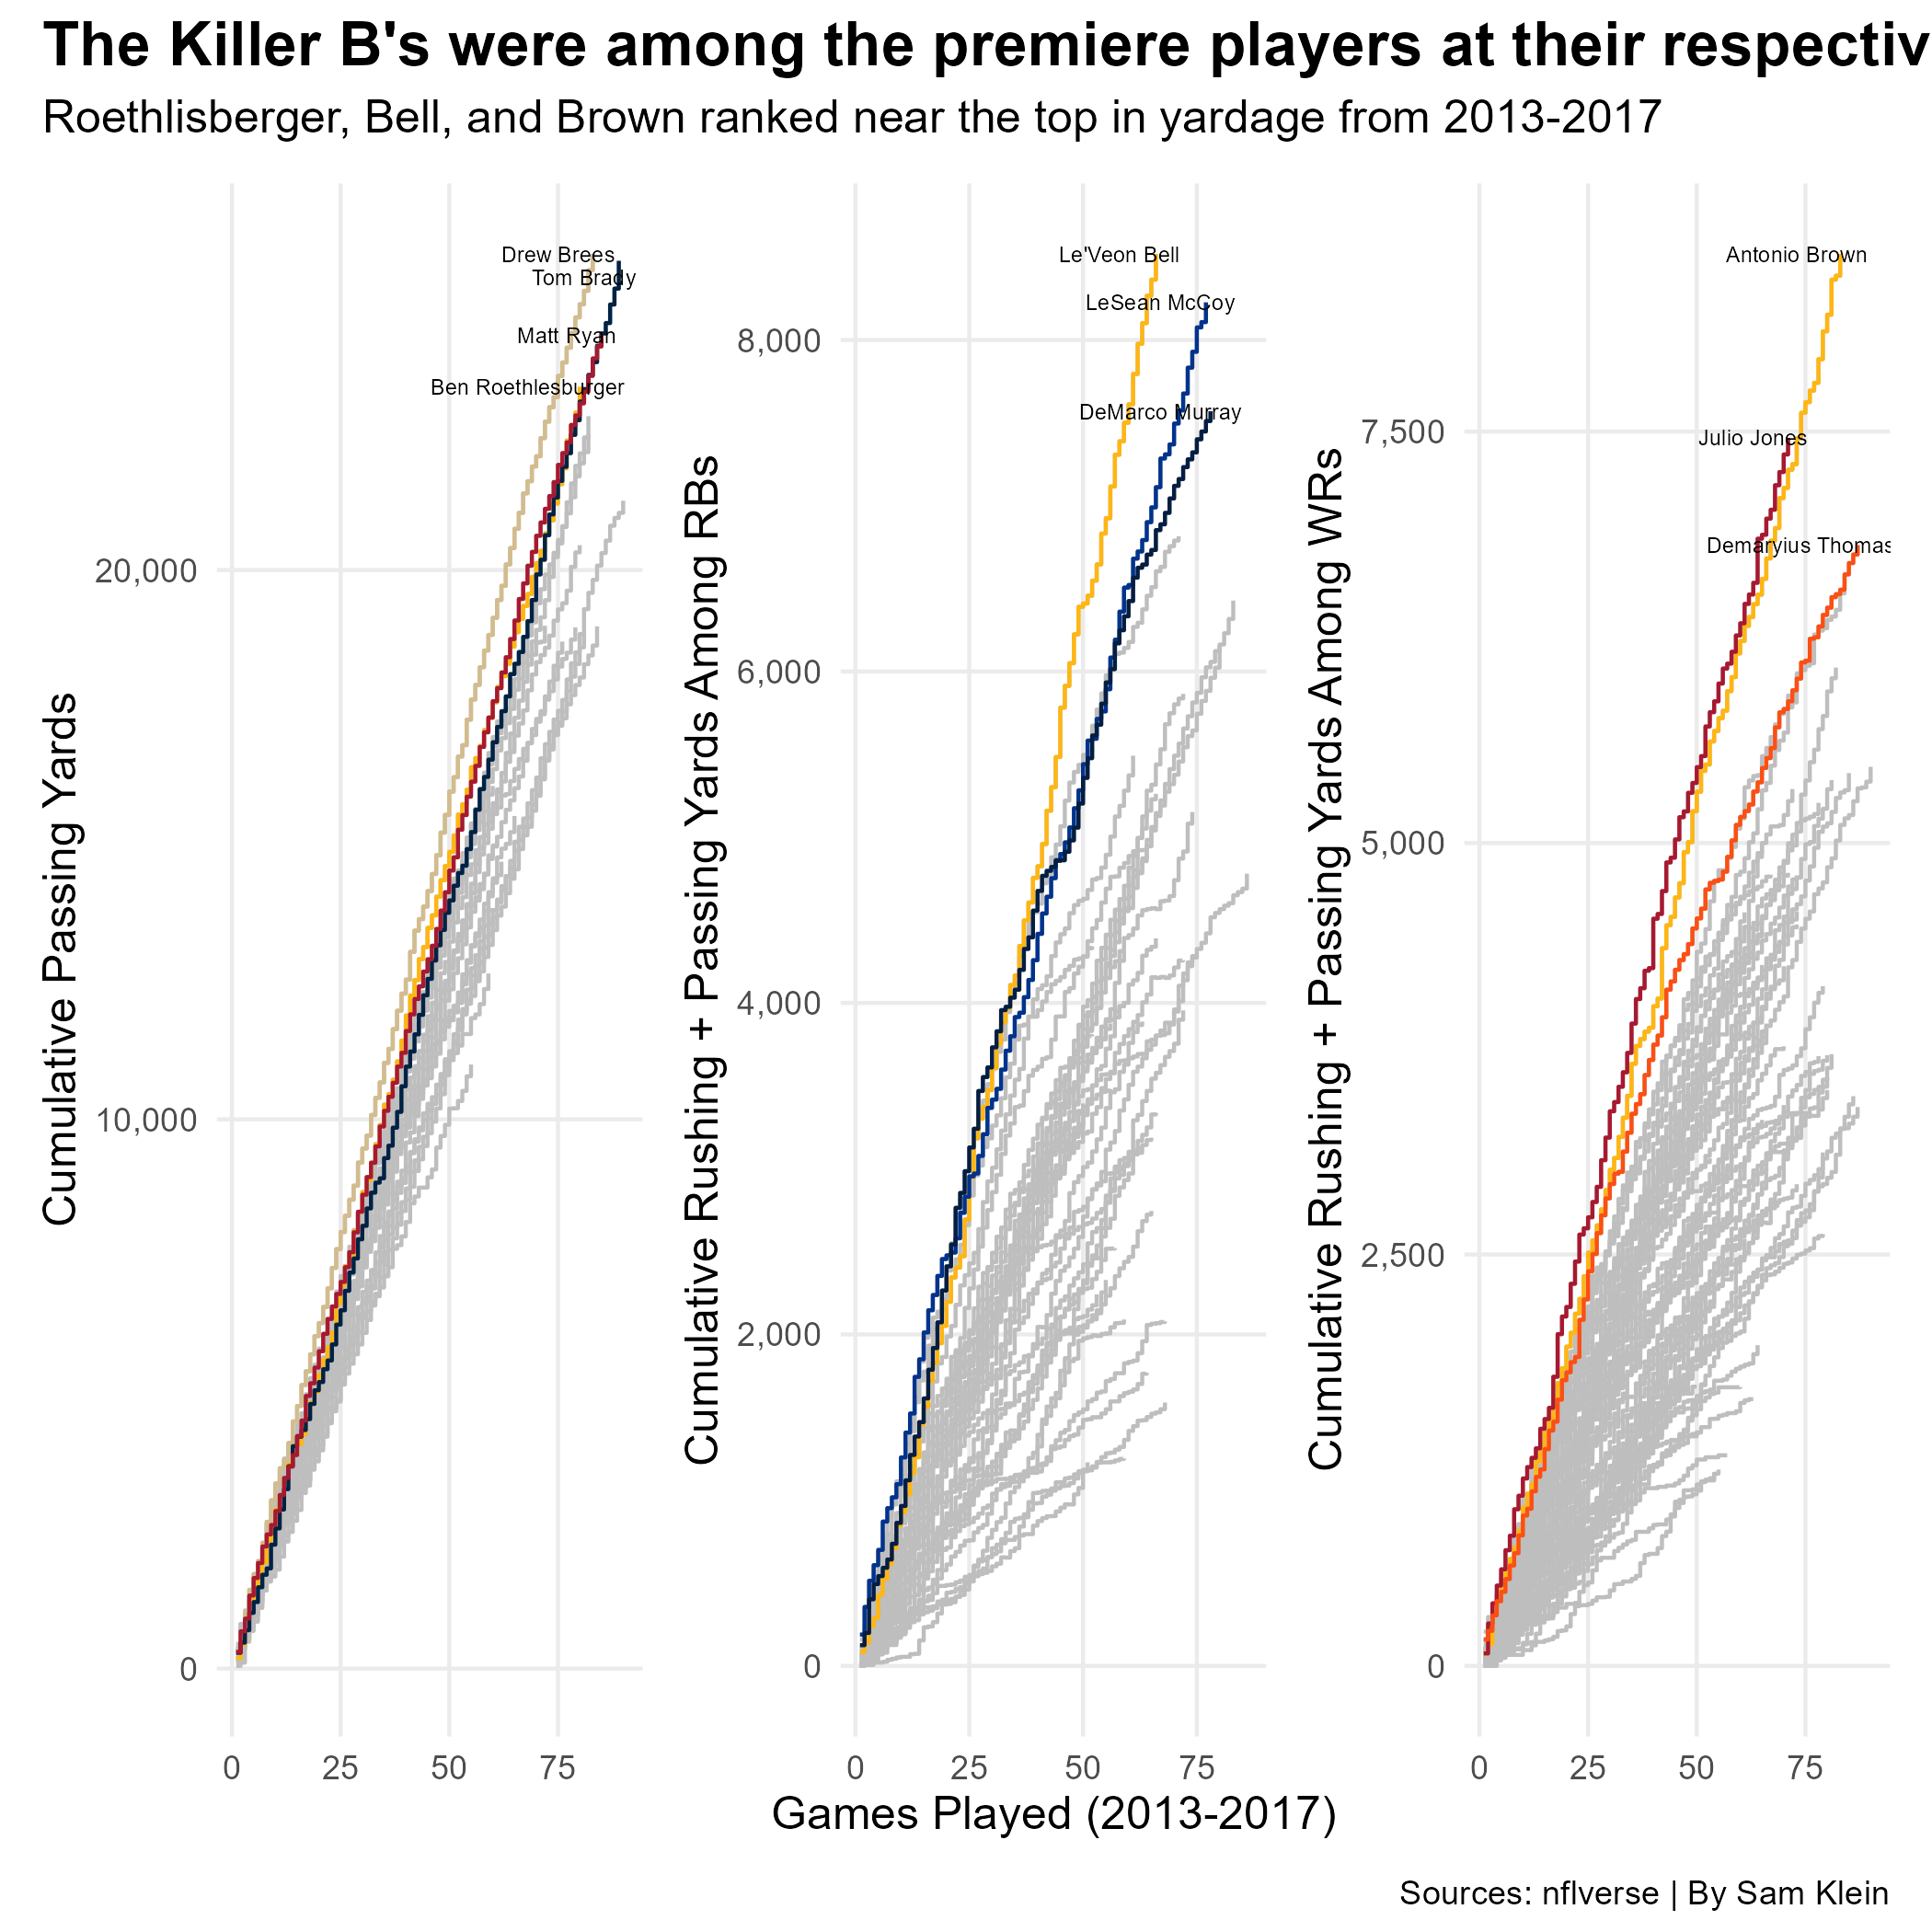 The Killer B's were among the premiere players at their respectiv
Roethlisberger, Bell, and Brown ranked near the top in yardage from 2013-2017
Cumulative Passing Yards
20,000
10,000
0
Drew Brees
Tom Brady
Matt Ryan
Ben Roethlesburger
0 25 50 75
Cumulative Rushing + Passing Yards Among RBs
8,000
6,000
4,000
2,000
0
Le'Veon Bell
LeSean McCoy
DeMarco Murray
0 25 50 75
Cumulative Rushing + Passing Yards Among WRs
7,500
5,000
2,500
0
Antonio Brown
Julio Jones
Demaryius Thomas
0 25 50 75
Games Played (2013-2017)
Sources: nflverse | By Sam Klein